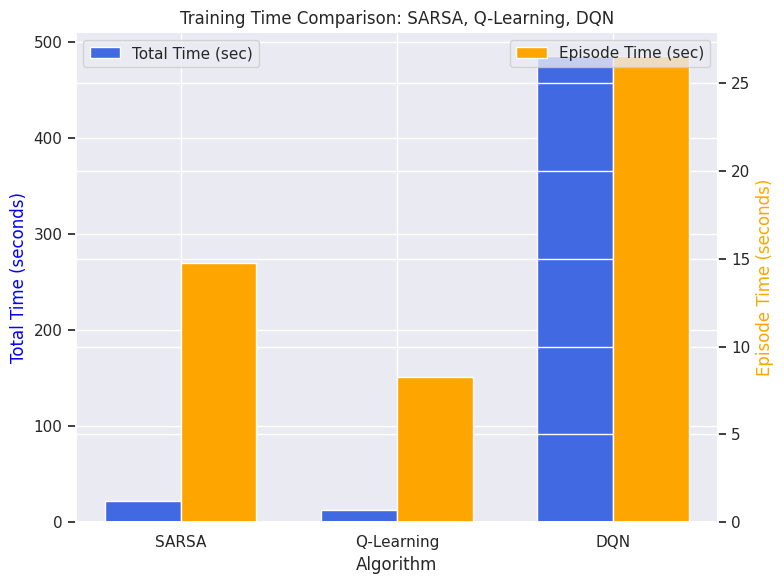 Training Time Comparison: SARSA, Q-Learning, DQN
Total Time (sec)
Episode Time (sec)
Total Time (seconds)
500
400
300
200
100
0
Episode Time (seconds)
25
20
15
10
5
0
SARSA
Q-Learning
DQN
Algorithm